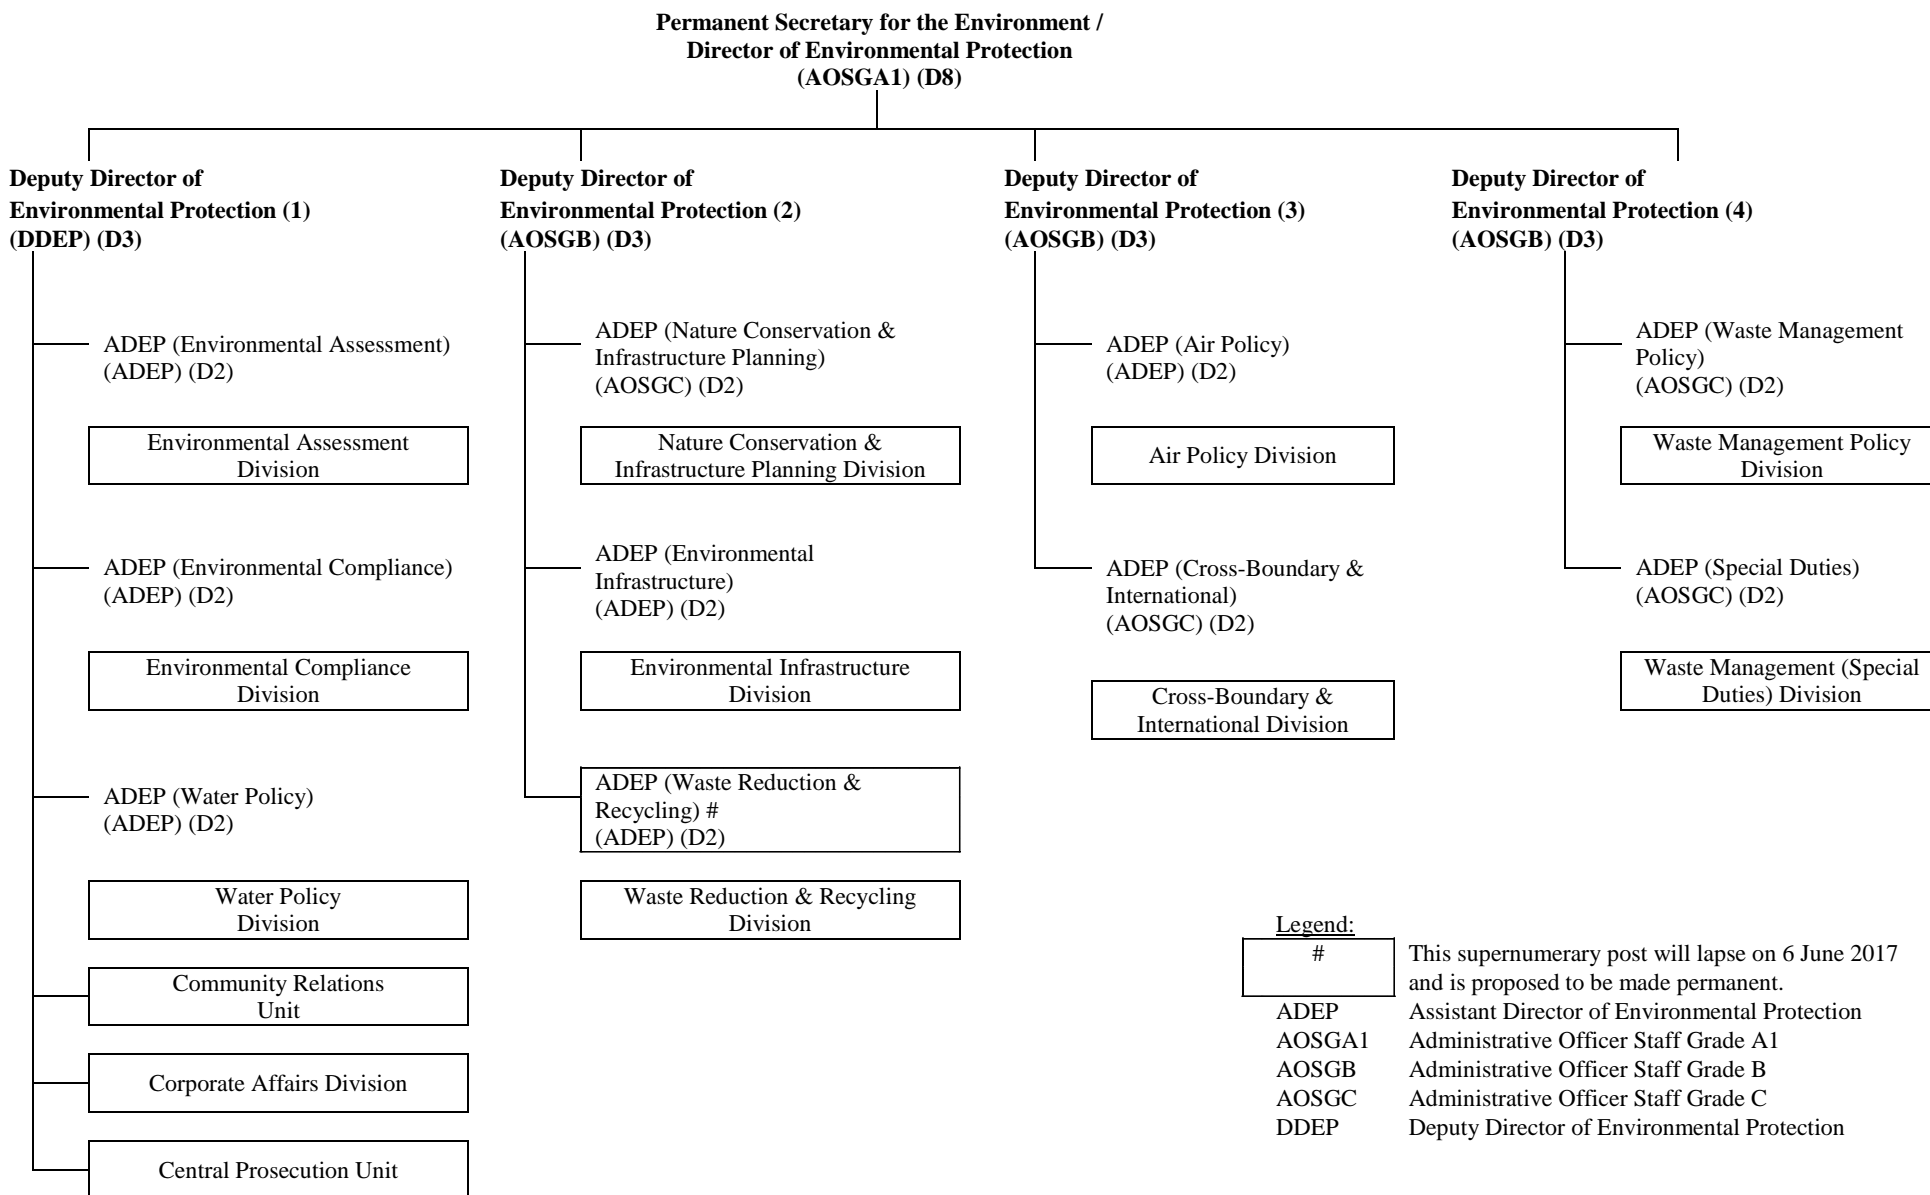 Permanent Secretary for the Environment /
Director of Environmental Protection
(AOSGA1) (D8)
Deputy Director of
Environmental Protection (1)
(DDEP) (D3)
ADEP (Environmental Assessment)
(ADEP) (D2)
Environmental Assessment
Division
ADEP (Environmental Compliance)
(ADEP) (D2)
Environmental Compliance
Division
ADEP (Water Policy)
(ADEP) (D2)
Water Policy
Division
Community Relations
Unit
Corporate Affairs Division
Central Prosecution Unit
Deputy Director of
Environmental Protection (2)
(AOSGB) (D3)
ADEP (Nature Conservation &
Infrastructure Planning)
(AOSGC) (D2)
Nature Conservation &
Infrastructure Planning Division
ADEP (Environmental
Infrastructure)
(ADEP) (D2)
Environmental Infrastructure
Division
ADEP (Waste Reduction &
Recycling) #
(ADEP) (D2)
Waste Reduction & Recycling
Division
Deputy Director of
Environmental Protection (3)
(AOSGB) (D3)
ADEP (Air Policy)
(ADEP) (D2)
Air Policy Division
ADEP (Cross-Boundary &
International)
(AOSGC) (D2)
Cross-Boundary &
International Division
Deputy Director of
Environmental Protection (4)
(AOSGB) (D3)
ADEP (Waste Management
Policy)
(AOSGC) (D2)
Waste Management Policy
Division
ADEP (Special Duties)
(AOSGC) (D2)
Waste Management (Special
Duties) Division
Legend:
# This supernumerary post will lapse on 6 June 2017
and is proposed to be made permanent.
ADEP Assistant Director of Environmental Protection
AOSGA1 Administrative Officer Staff Grade A1
AOSGB Administrative Officer Staff Grade B
AOSGC Administrative Officer Staff Grade C
DDEP Deputy Director of Environmental Protection